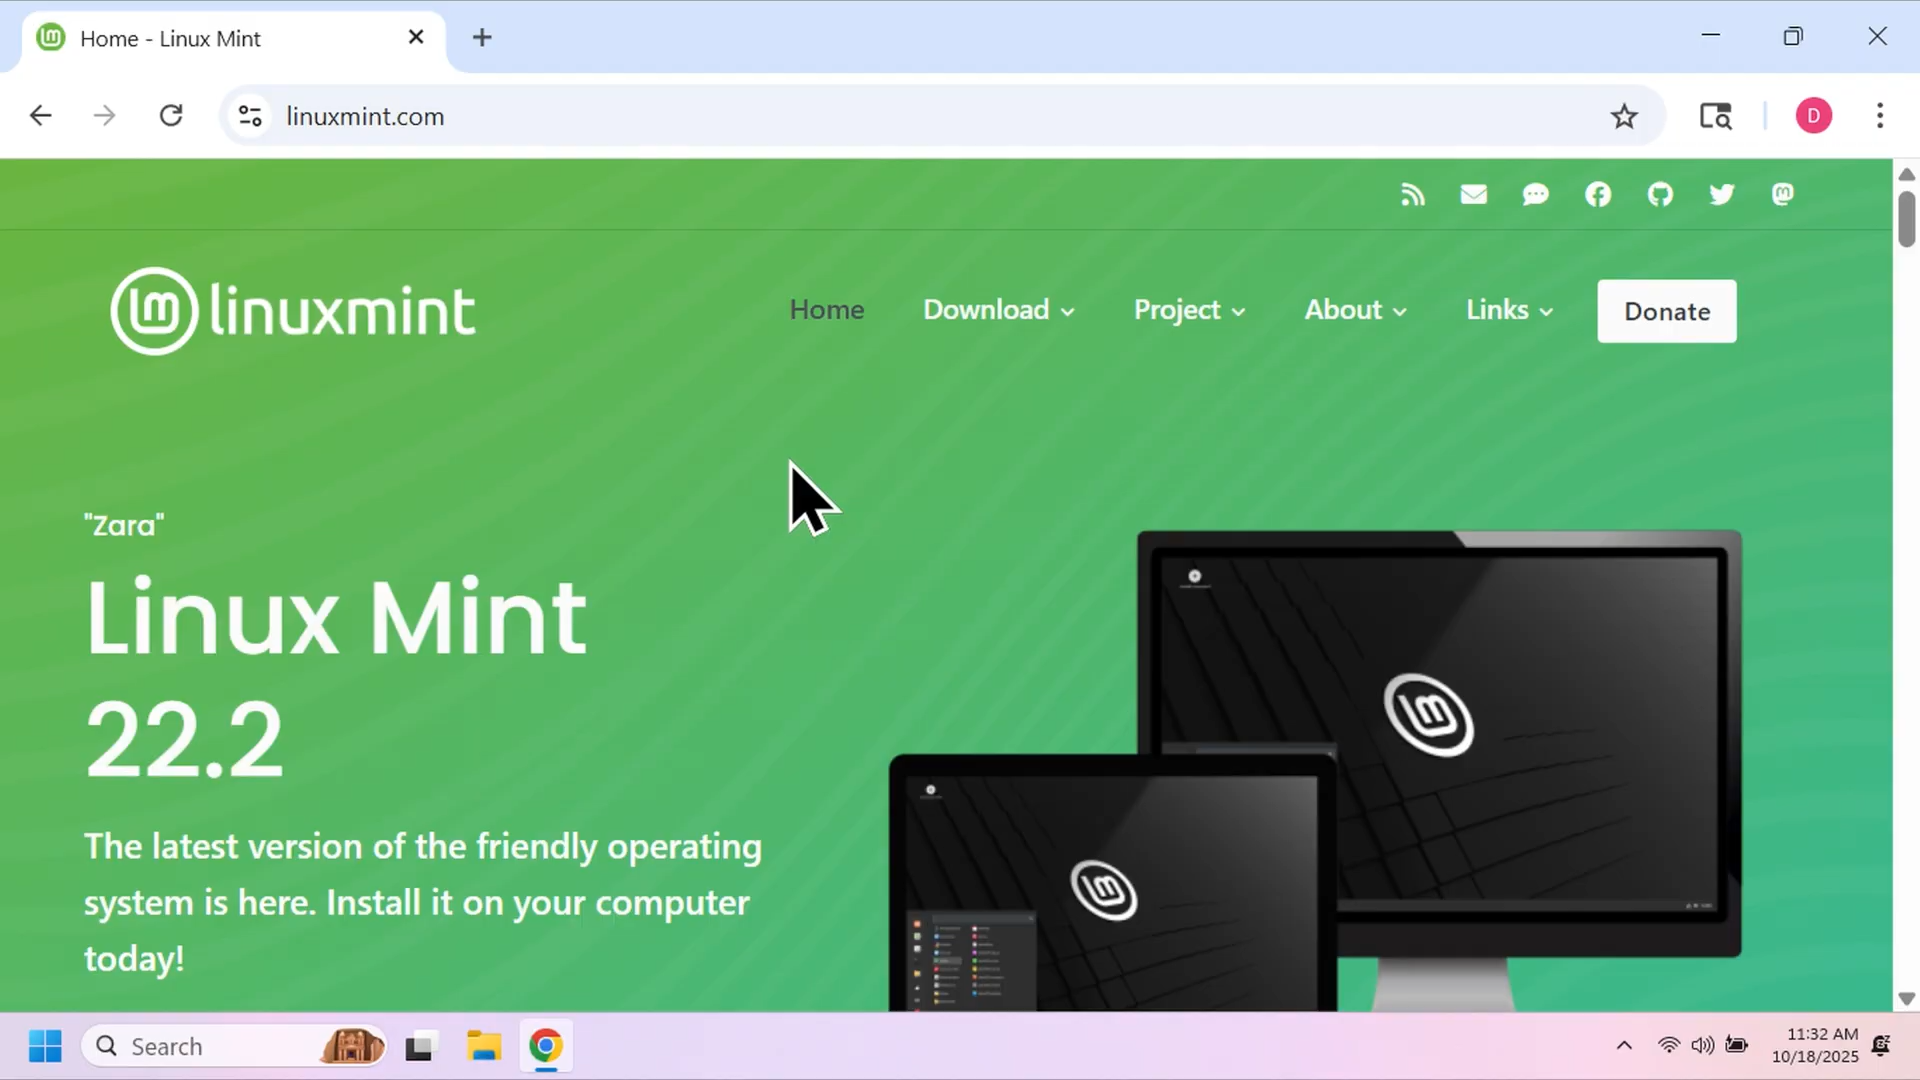 Home - Linux Mint
linuxmint.com
D
linuxmint
Home
Download
Project
About
Links
Donate
"Zara"
Linux Mint
22.2
The latest version of the friendly operating
system is here. Install it on your computer
today!
Search
11:32 AM
10/18/2025